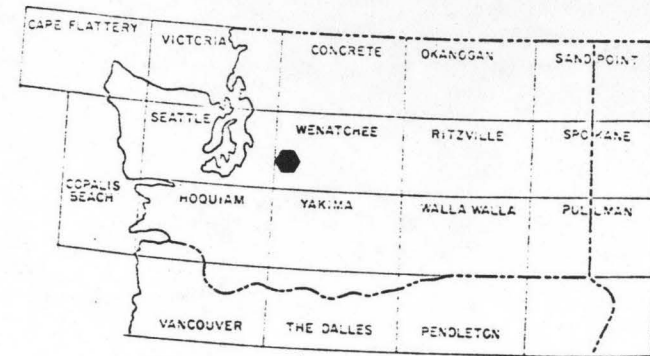 CAPE FLATTERY VICTORIA CONCRETE OKANOGAN SANDPOINT
SEATTLE WENATCHEE RITZVILLE SPOKANE
COPALIS
BEACH
HOQUIAM YAKIMA WALLA WALLA PULLMAN
VANCOUVER THE DALLES PENDLETON